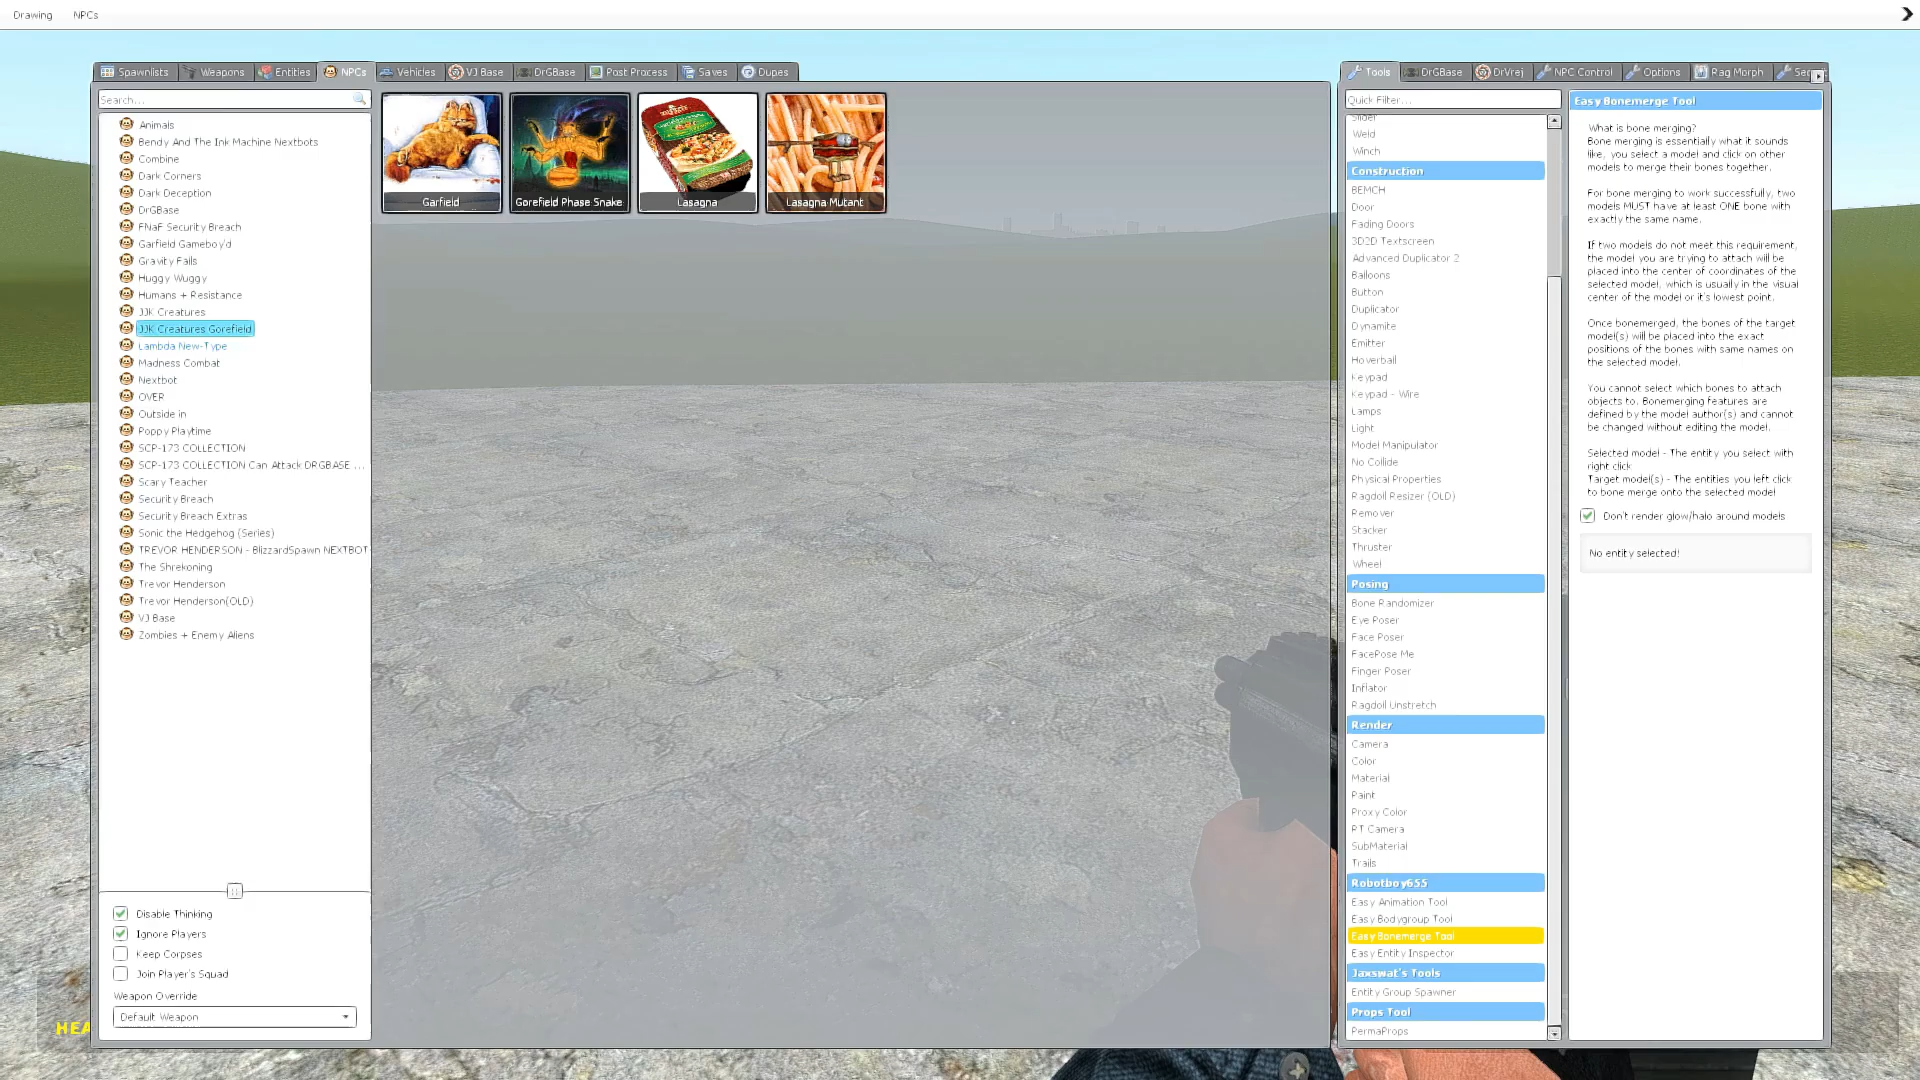 Drawing NPCs
Spawnlists Weapons Entities NPCs Vehicles VJ Base DrGBase Post Process Saves Dupes
Search...
Animals
Bendy And The Ink Machine Nextbots
Combine
Dark Corners
Dark Deception
DrGBase
FNaF Security Breach
Garfield Gameboy'd
Gravity Falls
Huggy Wuggy
Humans + Resistance
JJK Creatures
JJK Creatures Gorefield
Lambda New-Type
Madness Combat
Nextbot
OVER
Outside in
Poppy Playtime
SCP-173 COLLECTION
SCP-173 COLLECTION Can Attack DRGBASE ...
Scary Teacher
Security Breach
Security Breach Extras
Sonic the Hedgehog (Series)
TREVOR HENDERSON - BlizzardSpawn NEXTBOT
The Shrekoning
Trevor Henderson
Trevor Henderson(OLD)
VJ Base
Zombies + Enemy Aliens
Disable Thinking
Ignore Players
Keep Corpses
Join Player's Squad
Weapon Override
Default Weapon
HEA
Garfield
Gorefield Phase Snake
Lasagna
Lasagna Mutant
Tools DrGBase DrVrej NPC Control Options Rag Morph
Quick Filter...
Slider
Weld
Winch
Construction
BEMCH
Door
Fading Doors
3D2D Textscreen
Advanced Duplicator 2
Balloons
Button
Duplicator
Dynamite
Emitter
Hoverball
Keypad
Keypad - Wire
Lamps
Light
Model Manipulator
No Collide
Physical Properties
Ragdoll Resizer (OLD)
Remover
Stacker
Thruster
Wheel
Posing
Bone Randomizer
Eye Poser
Face Poser
FacePose Me
Finger Poser
Inflator
Ragdoll Unstretch
Render
Camera
Color
Material
Paint
Proxy Color
RT Camera
SubMaterial
Trails
Robotboy655
Easy Animation Tool
Easy Bodygroup Tool
Easy Bonemerge Tool
Easy Entity Inspector
Jaxswat's Tools
Entity Group Spawner
Props Tool
PermaProps
Easy Bonemerge Tool
What is bone merging?
Bone merging is essentially what it sounds
like, you select a model and click on other
models to merge their bones together.
For bone merging to work successfully, two
models MUST have at least ONE bone with
exactly the same name.
If two models do not meet this requirement,
the model you are trying to attach will be
placed into the center of coordinates of the
selected model, which is usually in the visual
center of the model or it's lowest point.
Once bonemerged, the bones of the target
model(s) will be placed into the exact
positions of the bones with same names on
the selected model.
You cannot select which bones to attach
objects to. Bonemerging features are
defined by the model author(s) and cannot
be changed without editing the model.
Selected model - The entity you select with
right click
Target model(s) - The entities you left click
to bone merge onto the selected model
Don't render glow/halo around models
No entity selected!